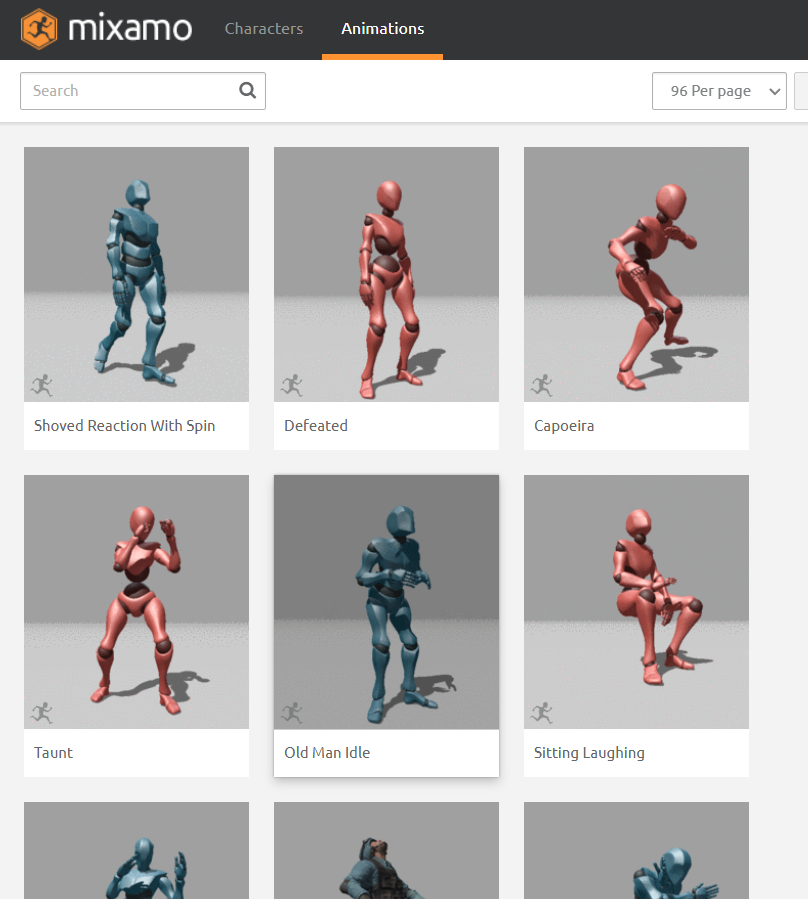 mixamo
Characters
Animations
Search
96 Per page
Shoved Reaction With Spin
Defeated
Capoeira
Taunt
Old Man Idle
Sitting Laughing